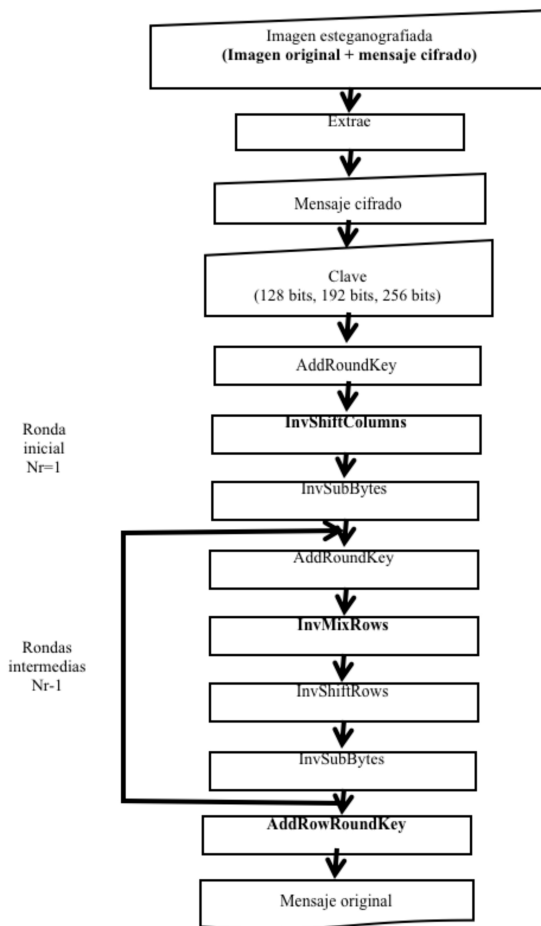 Imagen esteganografiada
(Imagen original + mensaje cifrado)
Extrae
Mensaje cifrado
Clave
(128 bits, 192 bits, 256 bits)
AddRoundKey
Ronda
inicial
Nr=1
InvShiftColumns
InvSubBytes
AddRoundKey
Rondas
intermedias
Nr-1
InvMixRows
InvShiftRows
InvSubBytes
AddRowRoundKey
Mensaje original